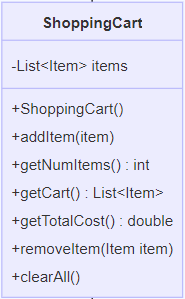 ShoppingCart
-List<Item> items
+ShoppingCart()
+addItem(item)
+getNumItems() : int
+getCart() : List<Item>
+getTotalCost() : double
+removeItem(Item item)
+clearAll()